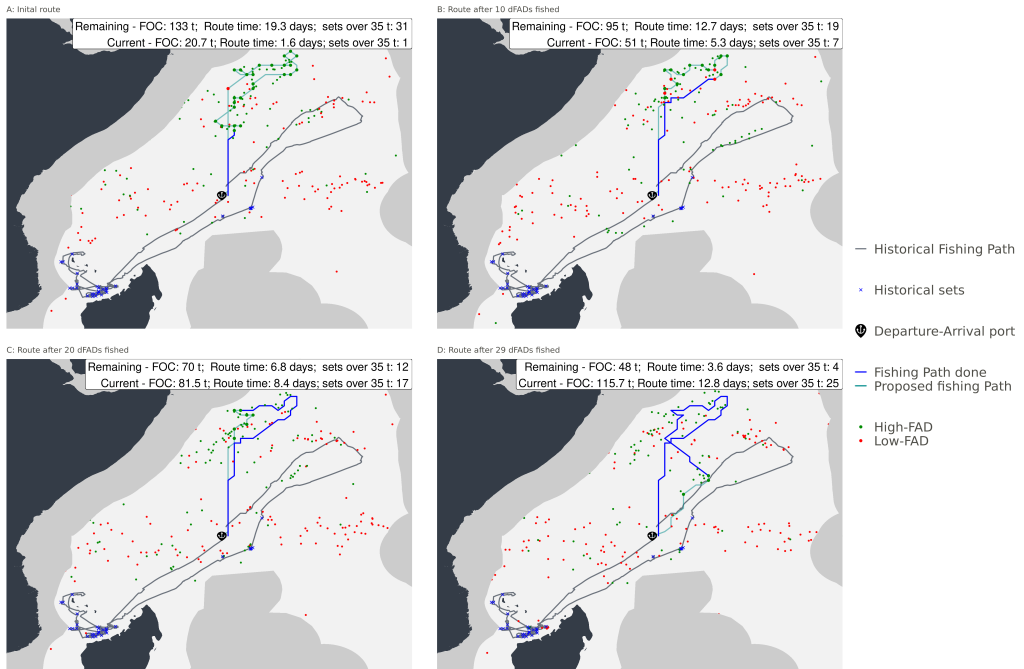 A: Inital route
Remaining - FOC: 133 t; Route time: 19.3 days; sets over 35 t: 31
Current - FOC: 20.7 t; Route time: 1.6 days; sets over 35 t: 1
B: Route after 10 dFADs fished
Remaining - FOC: 95 t; Route time: 12.7 days; sets over 35 t: 19
Current - FOC: 51 t; Route time: 5.3 days; sets over 35 t: 7
C: Route after 20 dFADs fished
Remaining - FOC: 70 t; Route time: 6.8 days; sets over 35 t: 12
Current - FOC: 81.5 t; Route time: 8.4 days; sets over 35 t: 17
D: Route after 29 dFADs fished
Remaining - FOC: 48 t; Route time: 3.6 days; sets over 35 t: 4
Current - FOC: 115.7 t; Route time: 12.8 days; sets over 35 t: 25
Historical Fishing Path
Historical sets
Departure-Arrival port
Fishing Path done
Proposed fishing Path
High-FAD
Low-FAD